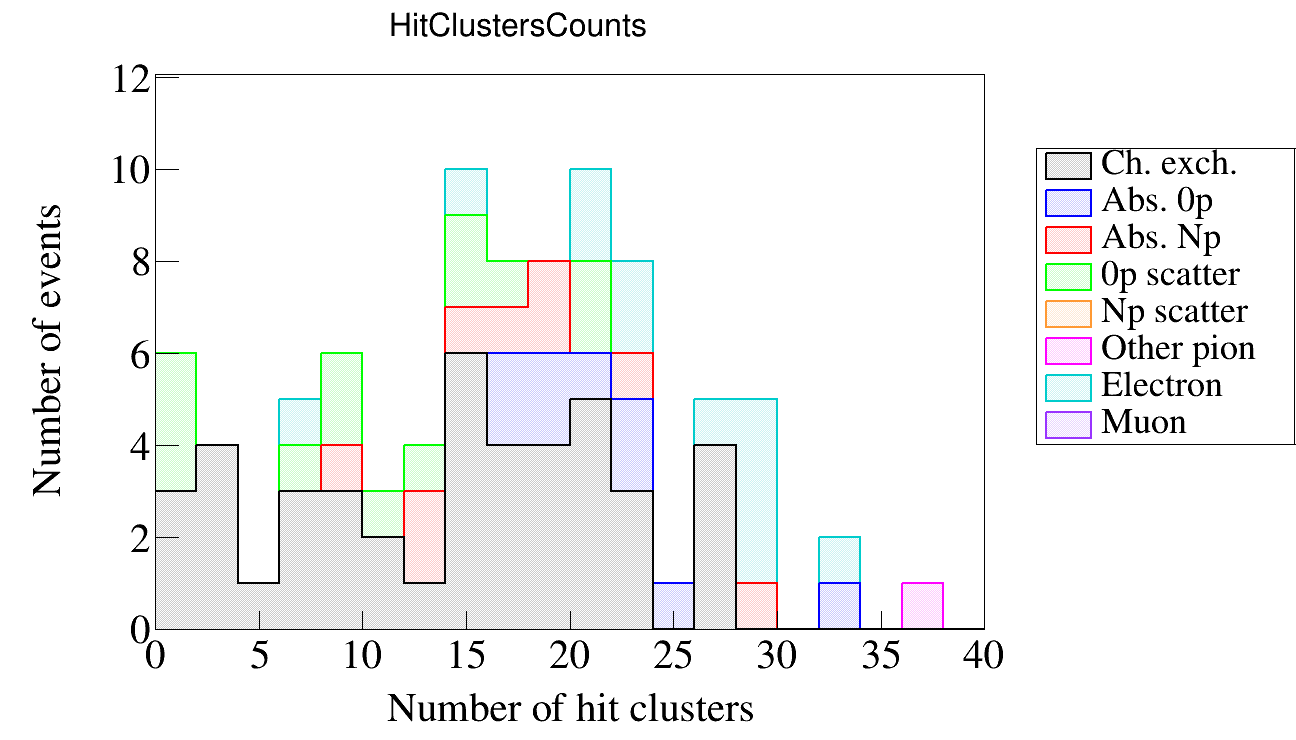 HitClustersCounts
Number of events
12
10
8
6
4
2
0
0 5 10 15 20 25 30 35 40
Number of hit clusters
Ch. exch.
Abs. 0p
Abs. Np
0p scatter
Np scatter
Other pion
Electron
Muon